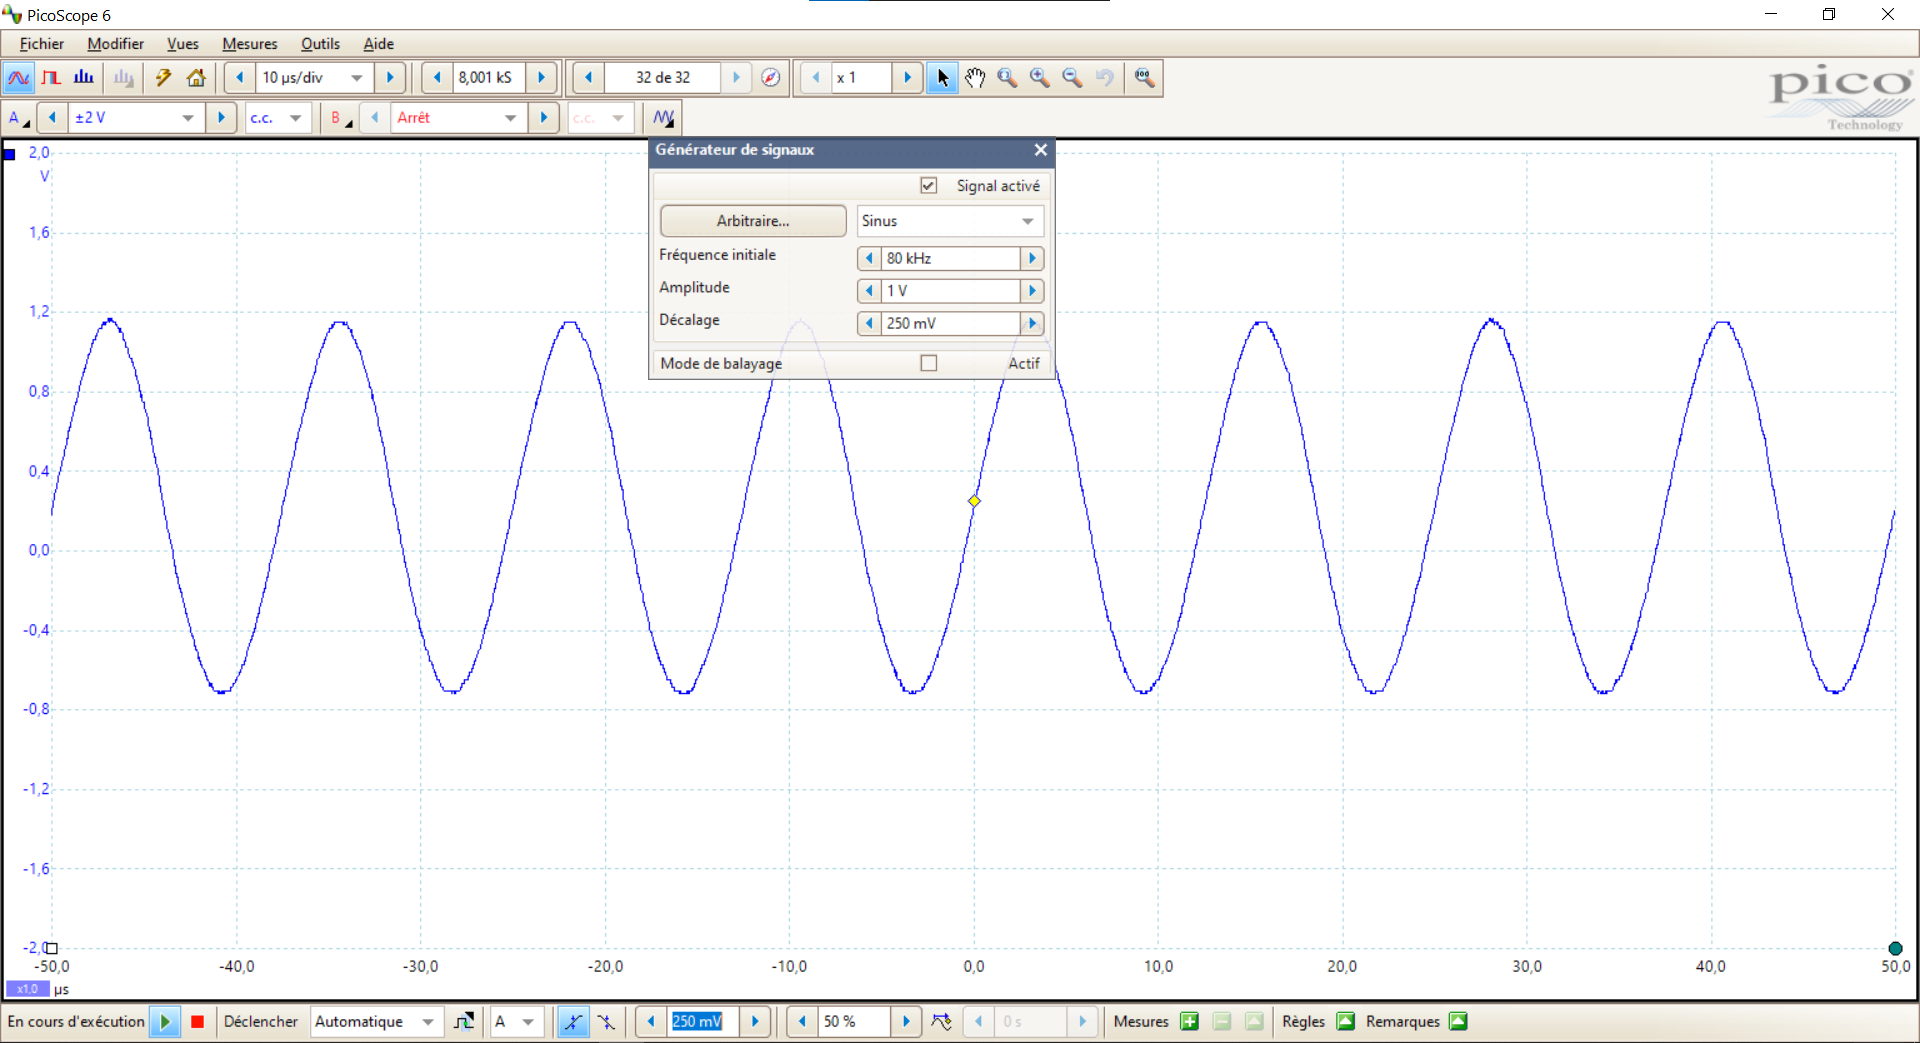 PicoScope 6
Fichier Modifier Vues Mesures Outils Aide
10 µs/div 8,001 kS 32 de 32 x 1
pico
Technology
A ±2 V c.c. B Arrêt c.c.
Générateur de signaux
Signal activé
Arbitraire... Sinus
Fréquence initiale 80 kHz
Amplitude 1 V
Décalage 250 mV
Mode de balayage Actif
2,0
V
1,6
1,2
0,8
0,4
0,0
-0,4
-0,8
-1,2
-1,6
-2,0
-50,0 -40,0 -30,0 -20,0 -10,0 0,0 10,0 20,0 30,0 40,0 50,0
x1,0 µs
En cours d'exécution Déclencher Automatique A 250 mV 50 % 0 s Mesures Règles Remarques